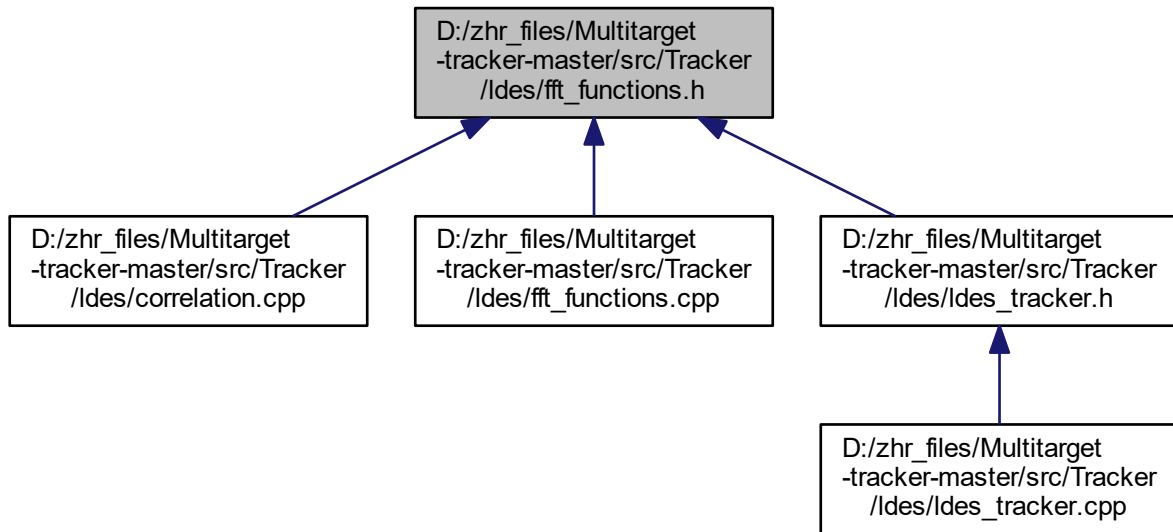 D:/zhr_files/Multitarget
-tracker-master/src/Tracker
/ldes/fft_functions.h
D:/zhr_files/Multitarget
-tracker-master/src/Tracker
/ldes/correlation.cpp
D:/zhr_files/Multitarget
-tracker-master/src/Tracker
/ldes/fft_functions.cpp
D:/zhr_files/Multitarget
-tracker-master/src/Tracker
/ldes/ldes_tracker.h
D:/zhr_files/Multitarget
-tracker-master/src/Tracker
/ldes/ldes_tracker.cpp